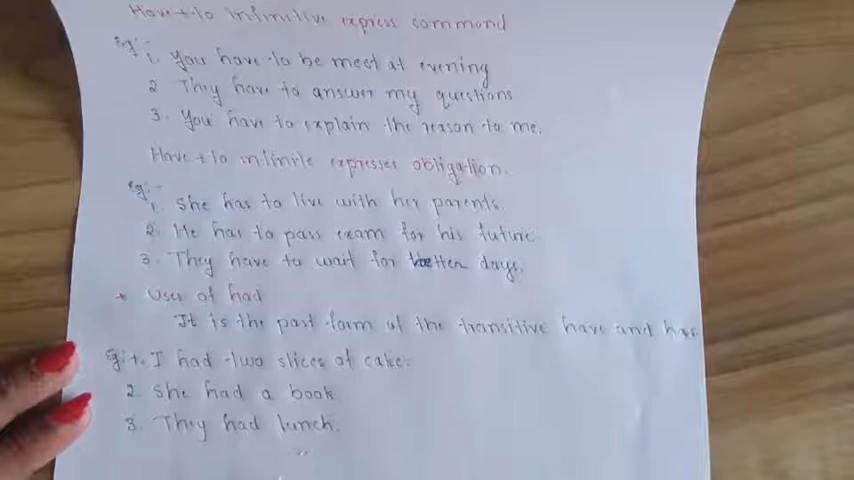 Have + to infinitive express command
Eg:- 1. You have to be meet at evening
2 They have to answer my questions
3. You have to explain the reason to me.
Have + to infinitle expresses obligation.
Eg:- 1. She has to live with her parents.
2. He has to pass exam for his future
3. They have to wait for better days.
* Uses of had
It is the past form of the transitive have and has
Eg:- 1. I had two slices of cake.
2 She had a book
3. They had lunch.